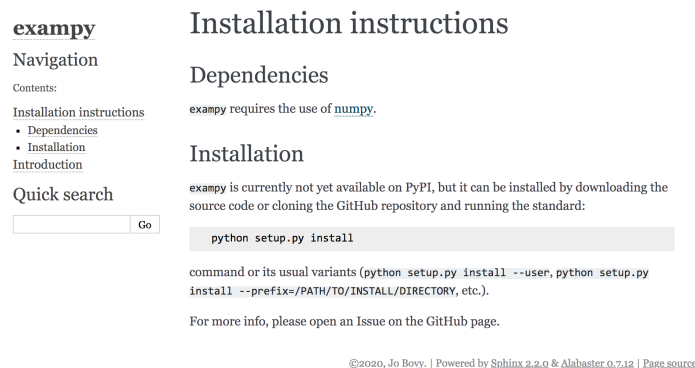 exampy
Navigation
Contents:
Installation instructions
Dependencies
Installation
Introduction
Quick search
Go
Installation instructions
Dependencies
exampy requires the use of numpy.
Installation
exampy is currently not yet available on PyPI, but it can be installed by downloading the
source code or cloning the GitHub repository and running the standard:
python setup.py install
command or its usual variants (python setup.py install --user, python setup.py
install --prefix=/PATH/TO/INSTALL/DIRECTORY, etc.).
For more info, please open an Issue on the GitHub page.
©2020, Jo Bovy. | Powered by Sphinx 2.2.0 & Alabaster 0.7.12 | Page source